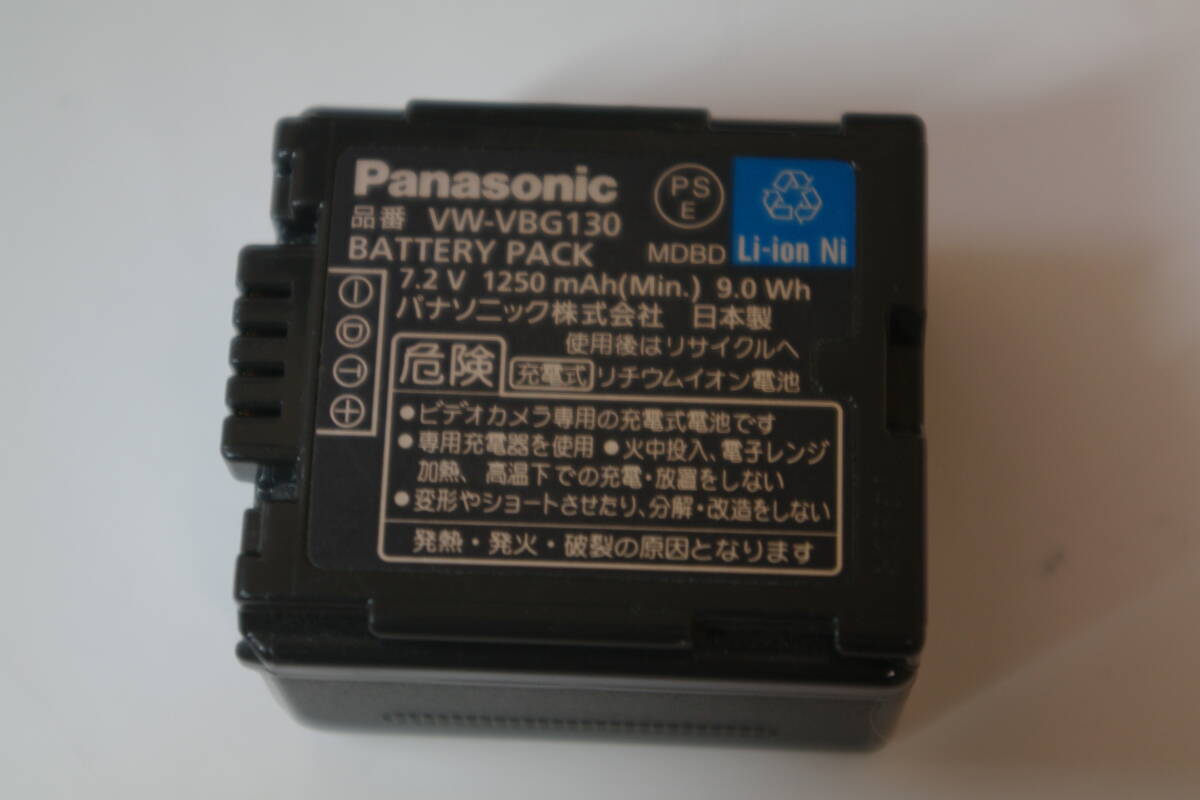 Panasonic
PS
E
品番 VW-VBG130
BATTERY PACK
MDBD
Li-ion Ni
7.2 V 1250 mAh(Min.) 9.0 Wh
パナソニック株式会社 日本製
使用後はリサイクルへ
危険
充電式 リチウムイオン電池
⊖
D
T
⊕
●ビデオカメラ専用の充電式電池です
●専用充電器を使用 ●火中投入、電子レンジ
加熱、高温下での充電・放置をしない
●変形やショートさせたり、分解・改造をしない
発熱・発火・破裂の原因となります